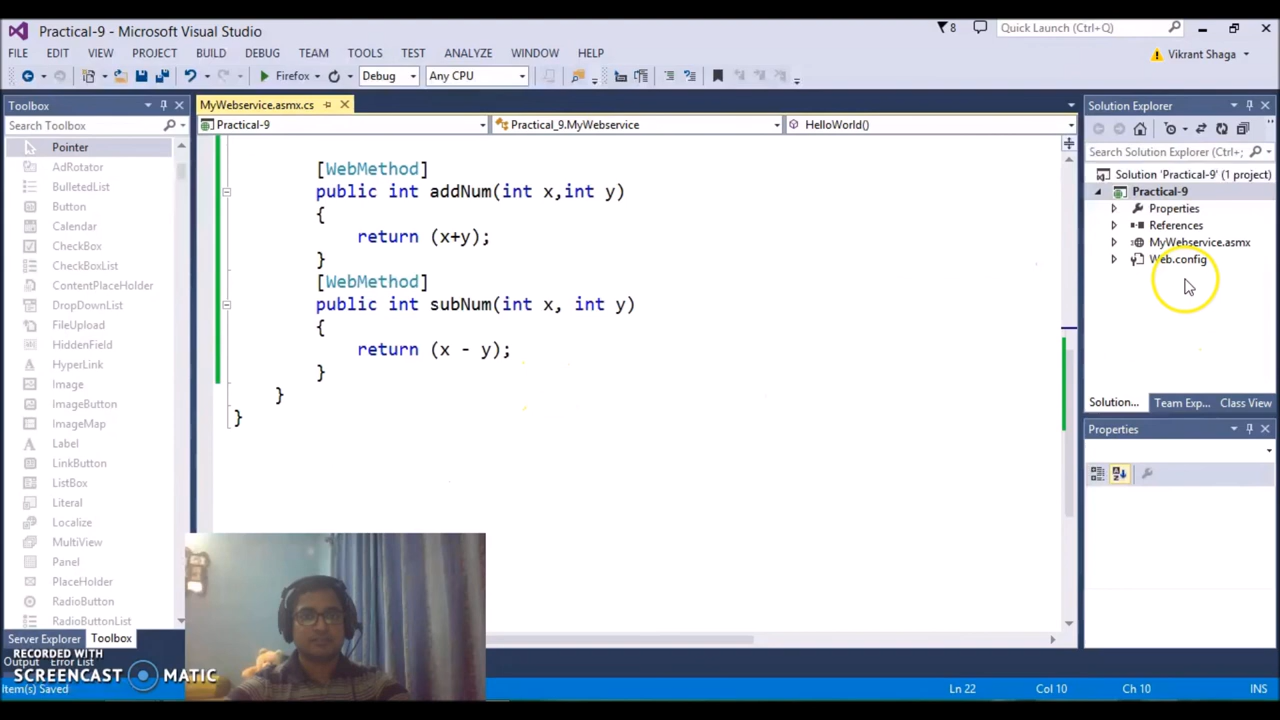 Practical-9 - Microsoft Visual Studio
8
Quick Launch (Ctrl+Q)
FILE EDIT VIEW PROJECT BUILD DEBUG TEAM TOOLS TEST ANALYZE WINDOW HELP
Vikrant Shaga
Firefox Debug Any CPU
Toolbox
MyWebservice.asmx.cs
Solution Explorer
Search Toolbox
Practical-9
Practical_9.MyWebservice
HelloWorld()
Pointer
AdRotator
BulletedList
Button
Calendar
CheckBox
CheckBoxList
ContentPlaceHolder
DropDownList
FileUpload
HiddenField
HyperLink
Image
ImageButton
ImageMap
Label
LinkButton
ListBox
Literal
Localize
MultiView
Panel
PlaceHolder
RadioButton
RadioButtonList
Server Explorer Toolbox
Output Error List
[WebMethod]
public int addNum(int x,int y)
{
return (x+y);
}
[WebMethod]
public int subNum(int x, int y)
{
return (x - y);
}
}
}
Search Solution Explorer (Ctrl+;
Solution 'Practical-9' (1 project)
Practical-9
Properties
References
MyWebservice.asmx
Web.config
Solution... Team Exp... Class View
Properties
RECORDED WITH
SCREENCAST MATIC
Item(s) Saved
Ln 22 Col 10 Ch 10 INS